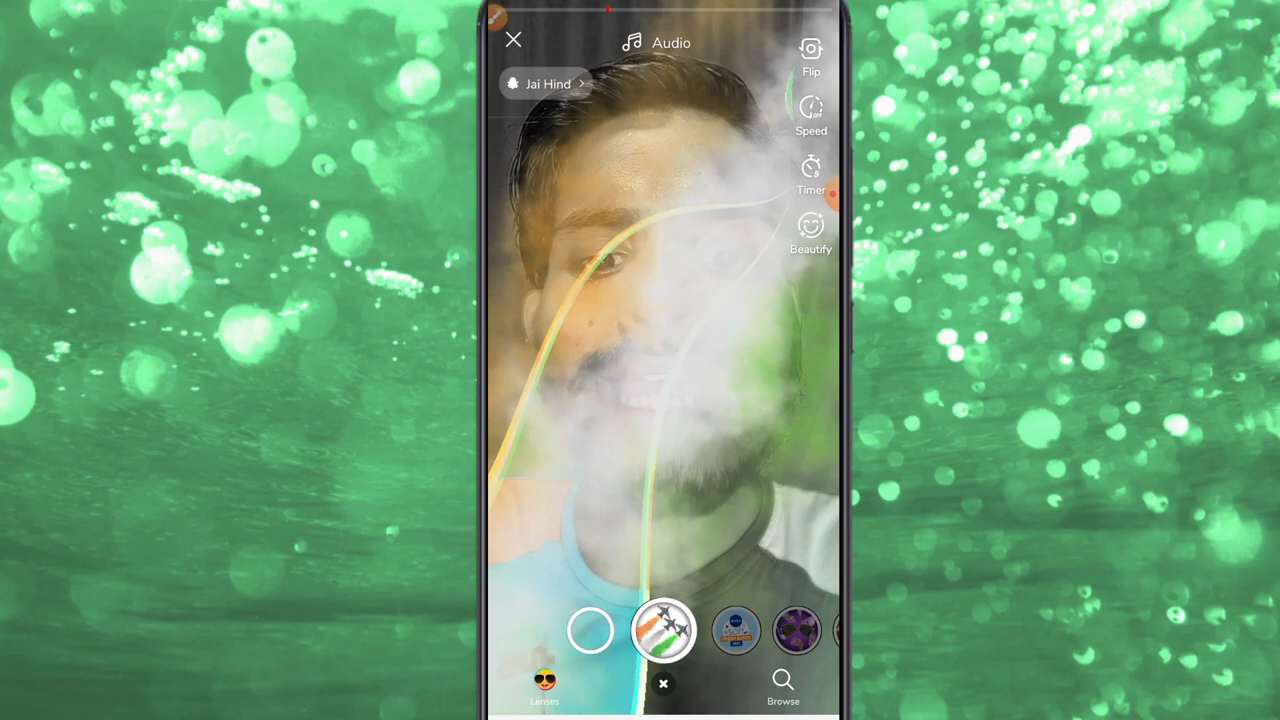 Audio
Flip
Jai Hind
Speed
Timer
Beautify
Lenses
Browse